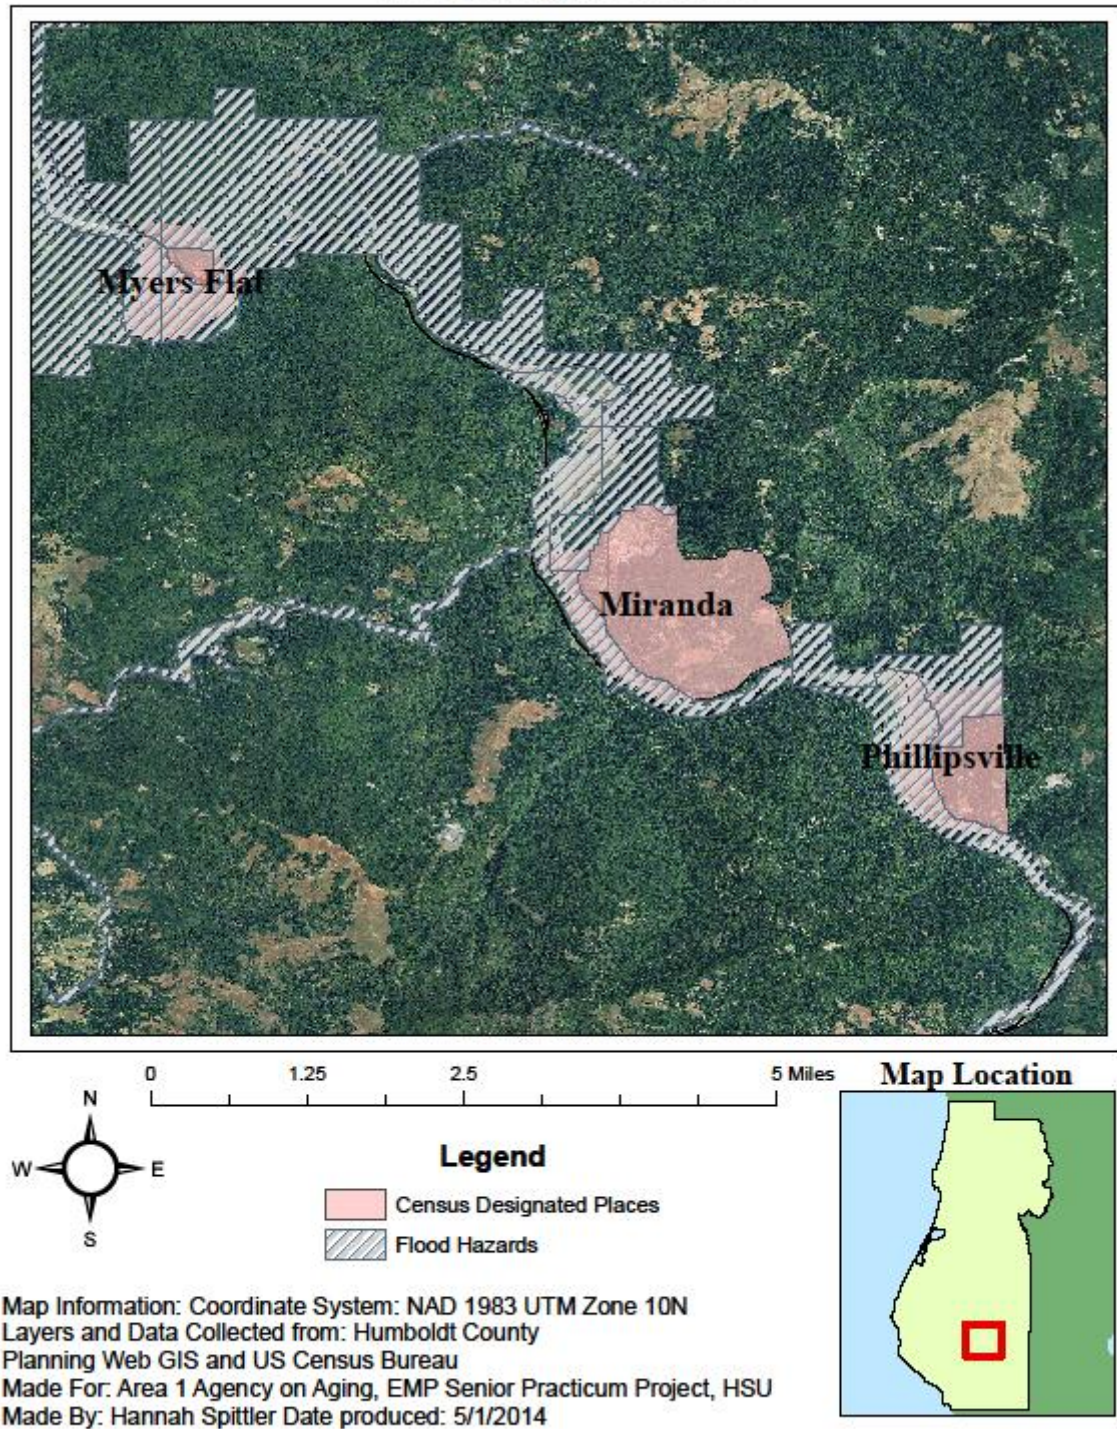 Myers Flat
Miranda
Phillipsville
0 1.25 2.5 5 Miles
Map Location
N
W E
S
Legend
Census Designated Places
Flood Hazards
Map Information: Coordinate System: NAD 1983 UTM Zone 10N
Layers and Data Collected from: Humboldt County
Planning Web GIS and US Census Bureau
Made For: Area 1 Agency on Aging, EMP Senior Practicum Project, HSU
Made By: Hannah Spittler Date produced: 5/1/2014